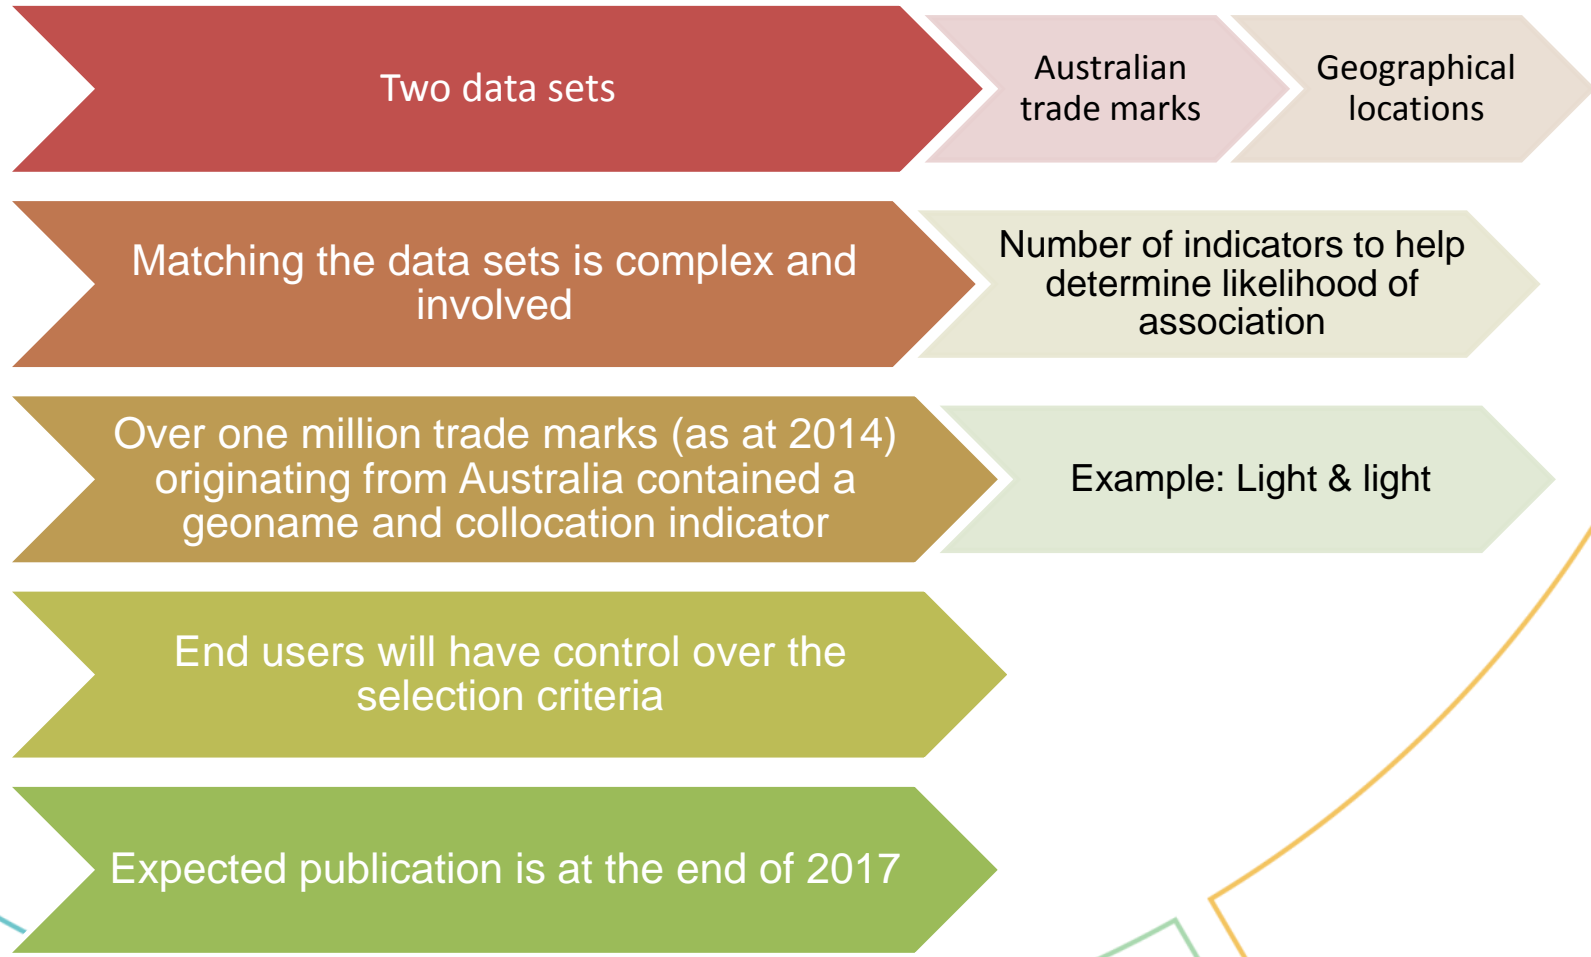 Two data sets
Australian
trade marks
Geographical
locations
Matching the data sets is complex and
involved
Number of indicators to help
determine likelihood of
association
Over one million trade marks (as at 2014)
originating from Australia contained a
geoname and collocation indicator
Example: Light & light
End users will have control over the
selection criteria
Expected publication is at the end of 2017